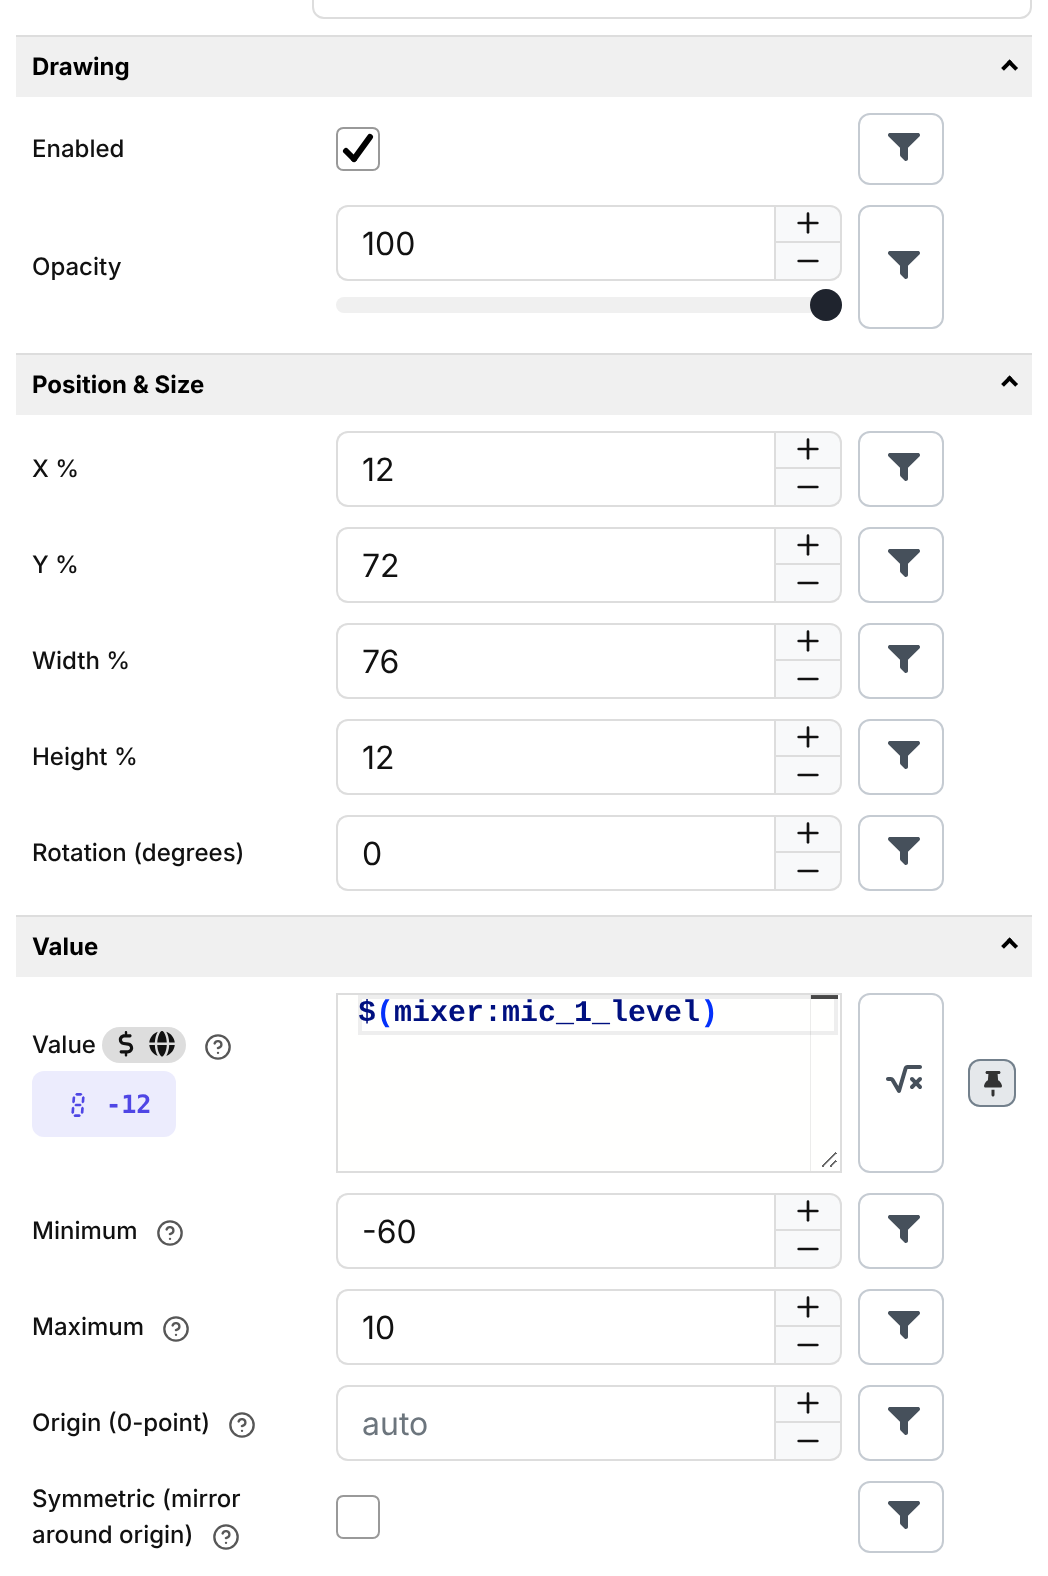 Drawing
Enabled
Opacity
100
Position & Size
X %
12
Y %
72
Width %
76
Height %
12
Rotation (degrees)
0
Value
Value
$(mixer:mic_1_level)
-12
Minimum
-60
Maximum
10
Origin (0-point)
auto
Symmetric (mirror
around origin)